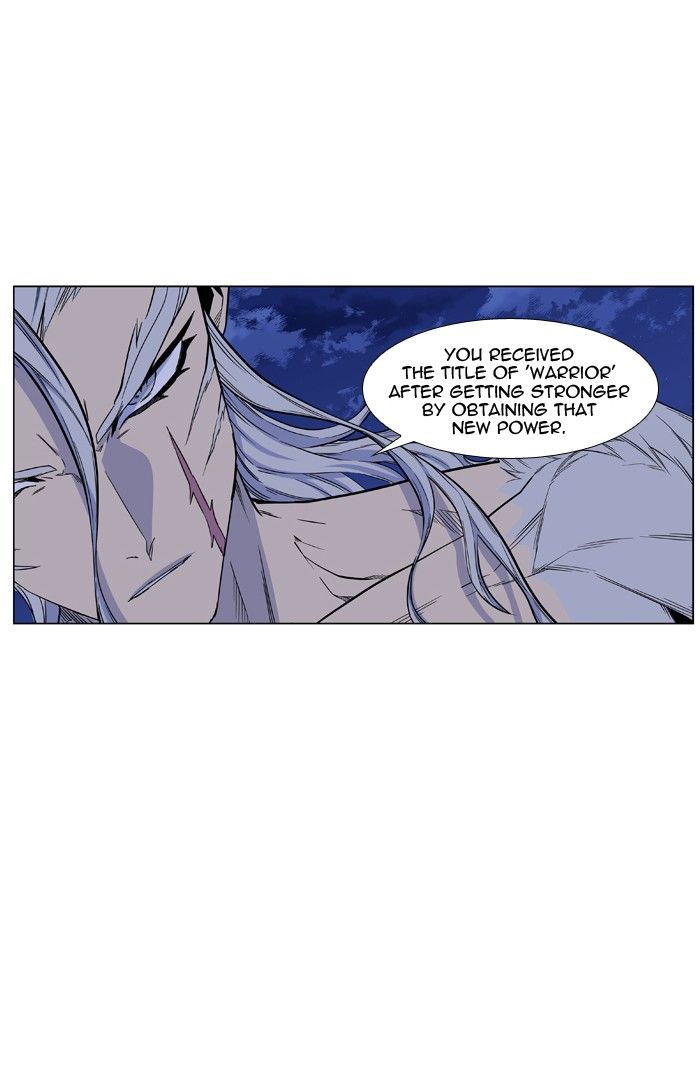 YOU RECEIVED
THE TITLE OF 'WARRIOR'
AFTER GETTING STRONGER
BY OBTAINING THAT
NEW POWER.